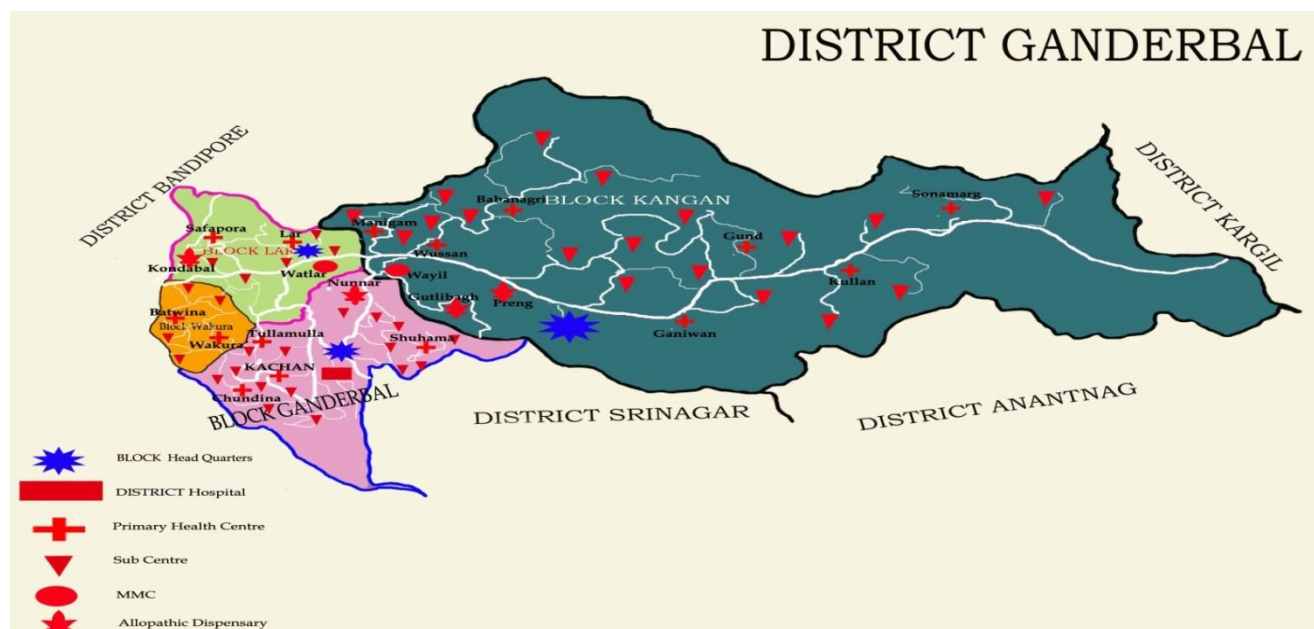 DISTRICT GANDERBAL
DISTRICT BANDIPORE
DISTRICT KARGIL
Sonamarg
Babanagri
BLOCK KANGAN
Safapora
Lar
Manigam
Gund
BLOCK LAR
Wussan
Kondabal
Watlar
Wayil
Kullan
Nunnar
Gutlibagh
Preng
Batwina
Block Wakura
Ganiwan
Wakura
Tullamulla
Shuhama
KACHAN
Chundina
BLOCK GANDERBAL
DISTRICT SRINAGAR
DISTRICT ANANTNAG
BLOCK Head Quarters
DISTRICT Hospital
Primary Health Centre
Sub Centre
MMC
Allopathic Dispensary